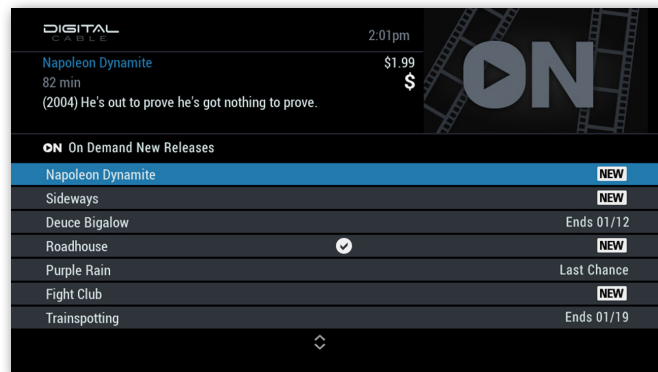 DIGITAL
CABLE
2:01pm
Napoleon Dynamite $1.99
82 min $
(2004) He's out to prove he's got nothing to prove.
ON
ON On Demand New Releases
Napoleon Dynamite NEW
Sideways NEW
Deuce Bigalow Ends 01/12
Roadhouse NEW
Purple Rain Last Chance
Fight Club NEW
Trainspotting Ends 01/19